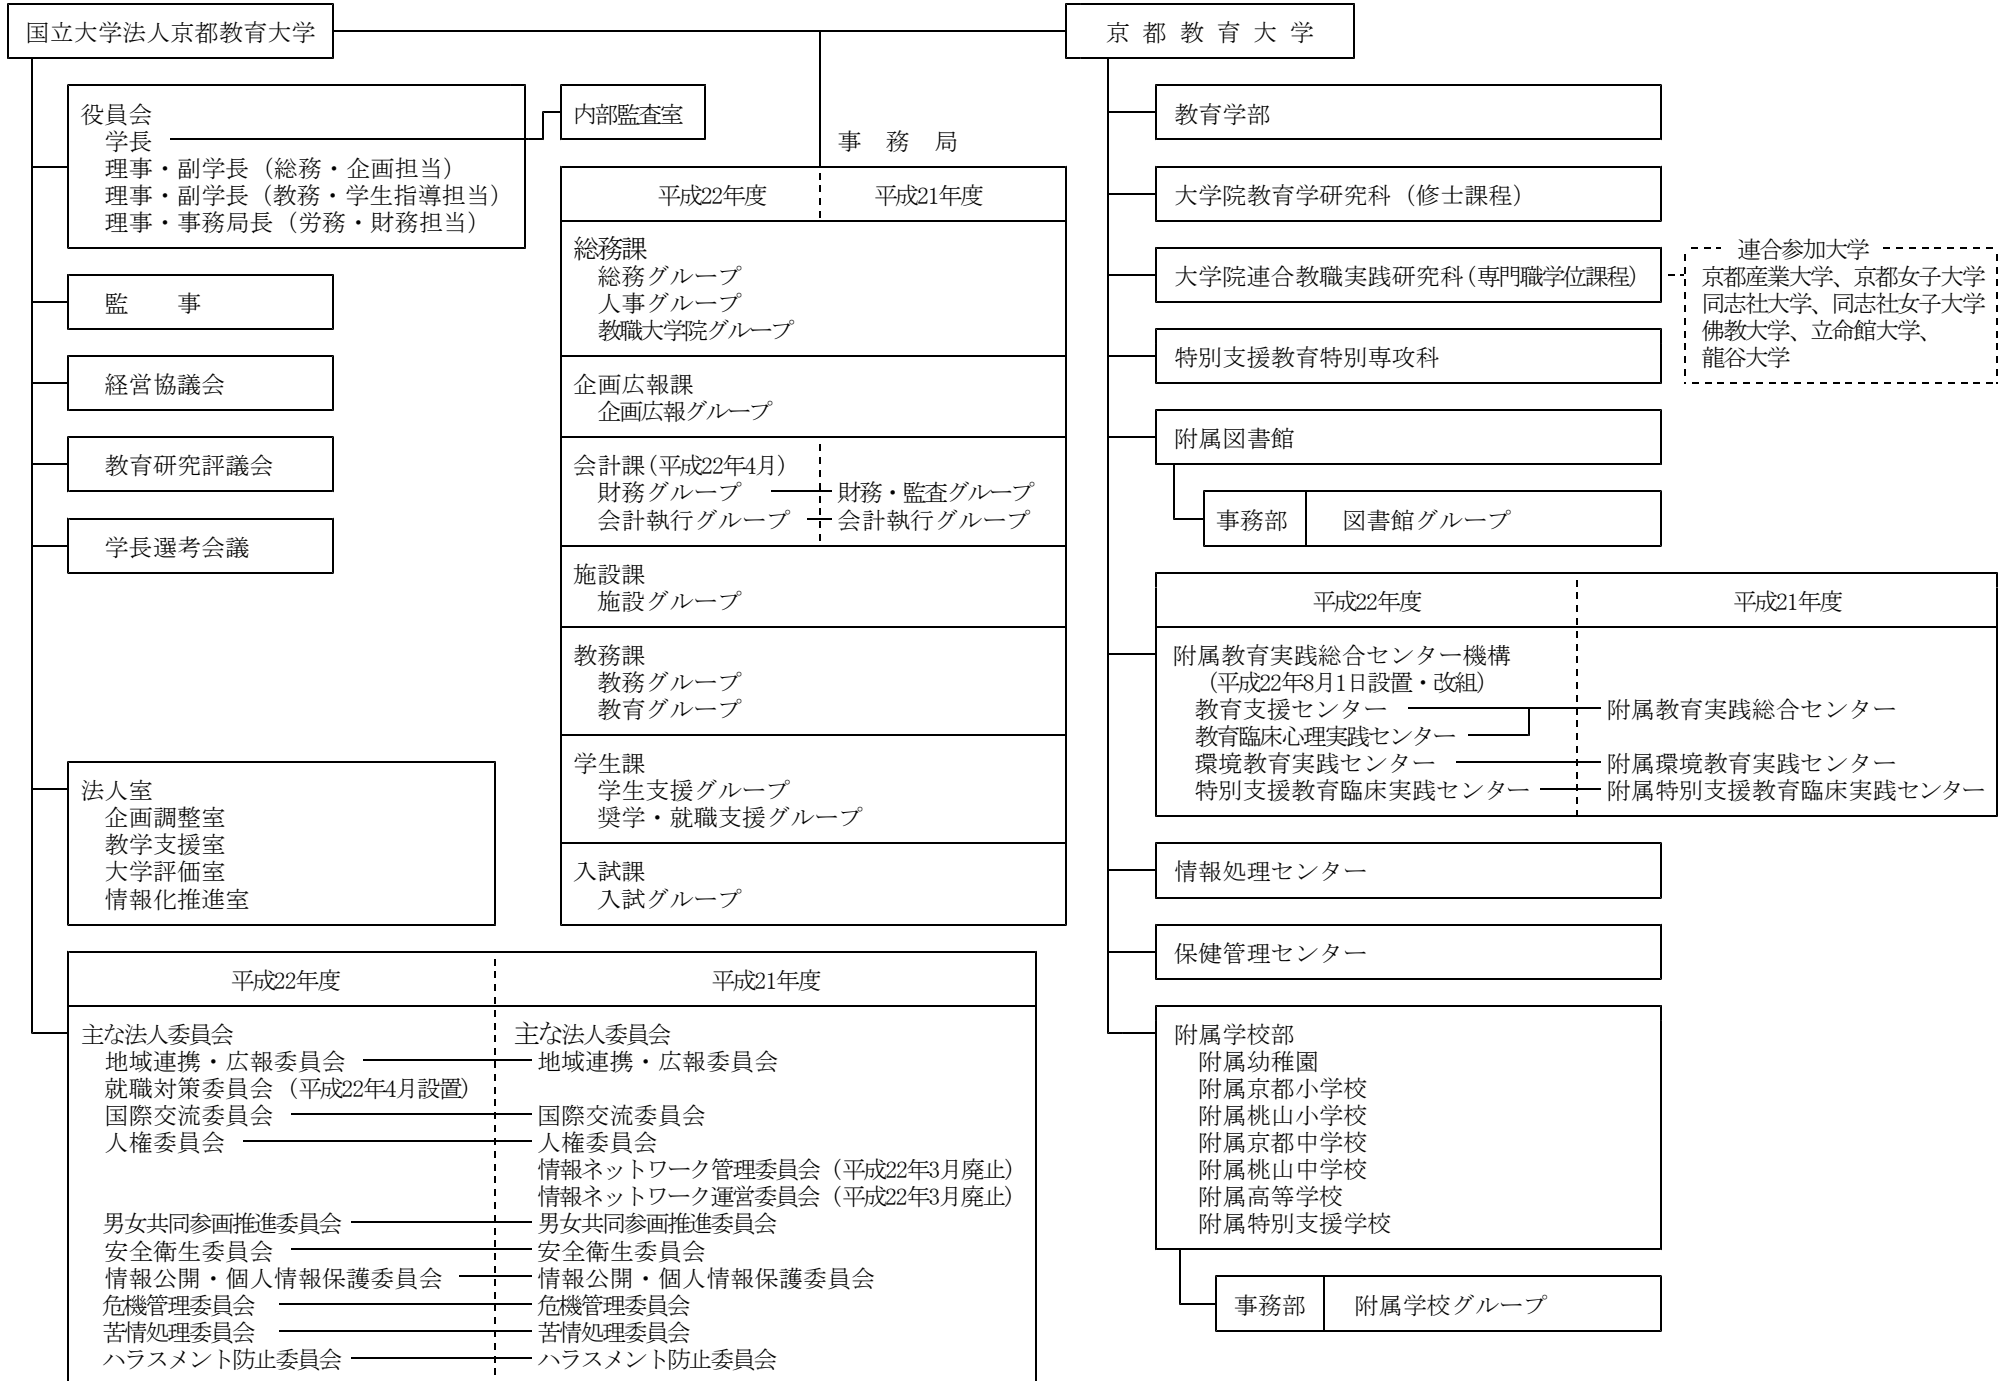 国立大学法人京都教育大学
京都教育大学
役員会
学長
理事・副学長（総務・企画担当）
理事・副学長（教務・学生指導担当）
理事・事務局長（労務・財務担当）
内部監査室
監　　事
経営協議会
教育研究評議会
学長選考会議
法人室
企画調整室
教学支援室
大学評価室
情報化推進室
事　務　局
平成22年度　平成21年度
総務課
総務グループ
人事グループ
教職大学院グループ
企画広報課
企画広報グループ
会計課（平成22年4月）
財務グループ　財務・監査グループ
会計執行グループ　会計執行グループ
施設課
施設グループ
教務課
教務グループ
教育グループ
学生課
学生支援グループ
奨学・就職支援グループ
入試課
入試グループ
平成22年度　平成21年度
主な法人委員会　主な法人委員会
地域連携・広報委員会　地域連携・広報委員会
就職対策委員会（平成22年4月設置）
国際交流委員会　国際交流委員会
人権委員会　人権委員会
情報ネットワーク管理委員会（平成22年3月廃止）
情報ネットワーク運営委員会（平成22年3月廃止）
男女共同参画推進委員会　男女共同参画推進委員会
安全衛生委員会　安全衛生委員会
情報公開・個人情報保護委員会　情報公開・個人情報保護委員会
危機管理委員会　危機管理委員会
苦情処理委員会　苦情処理委員会
ハラスメント防止委員会　ハラスメント防止委員会
教育学部
大学院教育学研究科（修士課程）
大学院連合教職実践研究科（専門職学位課程）
連合参加大学
京都産業大学、京都女子大学
同志社大学、同志社女子大学
佛教大学、立命館大学、
龍谷大学
特別支援教育特別専攻科
附属図書館
事務部　図書館グループ
平成22年度　平成21年度
附属教育実践総合センター機構
（平成22年8月1日設置・改組）
教育支援センター　附属教育実践総合センター
教育臨床心理実践センター
環境教育実践センター　附属環境教育実践センター
特別支援教育臨床実践センター　附属特別支援教育臨床実践センター
情報処理センター
保健管理センター
附属学校部
附属幼稚園
附属京都小学校
附属桃山小学校
附属京都中学校
附属桃山中学校
附属高等学校
附属特別支援学校
事務部　附属学校グループ